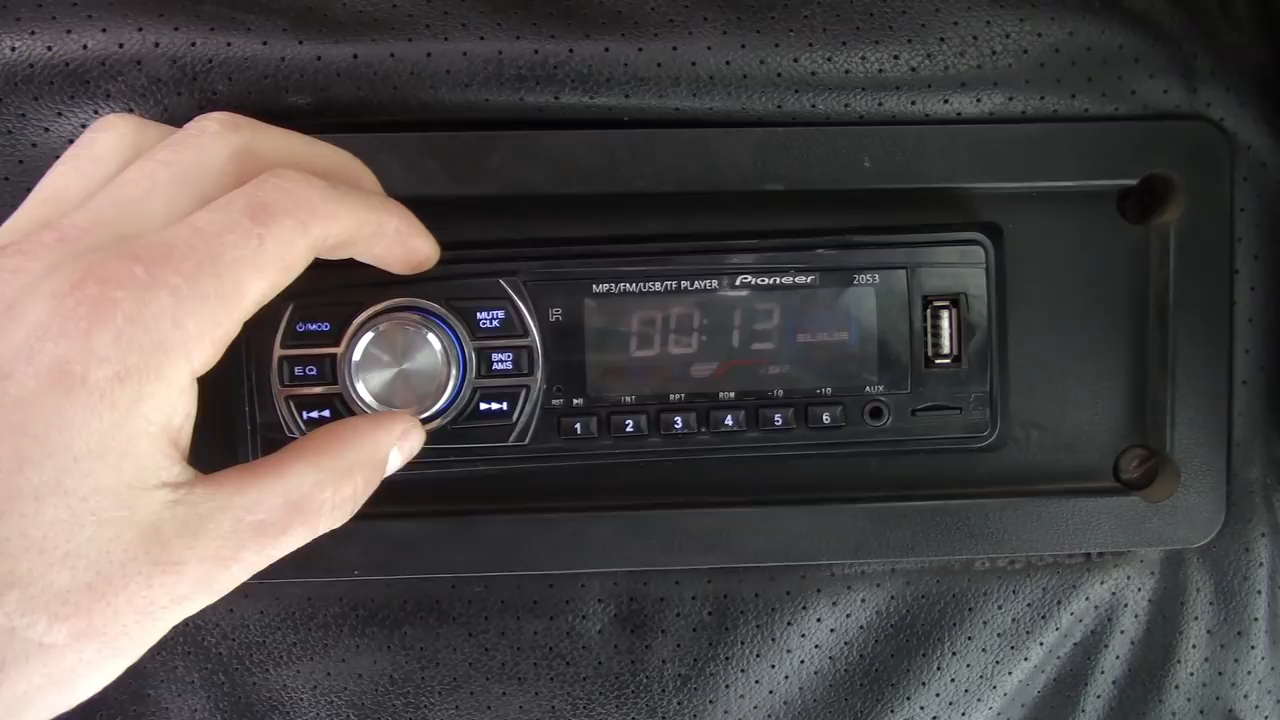 MP3/FM/USB/TF PLAYER Pioneer 2053
⏻/MOD
MUTE
CLK
EQ
BND
AMS
00:13
RST ⏯ INT RPT RDM -10 +10 AUX
1 2 3 4 5 6